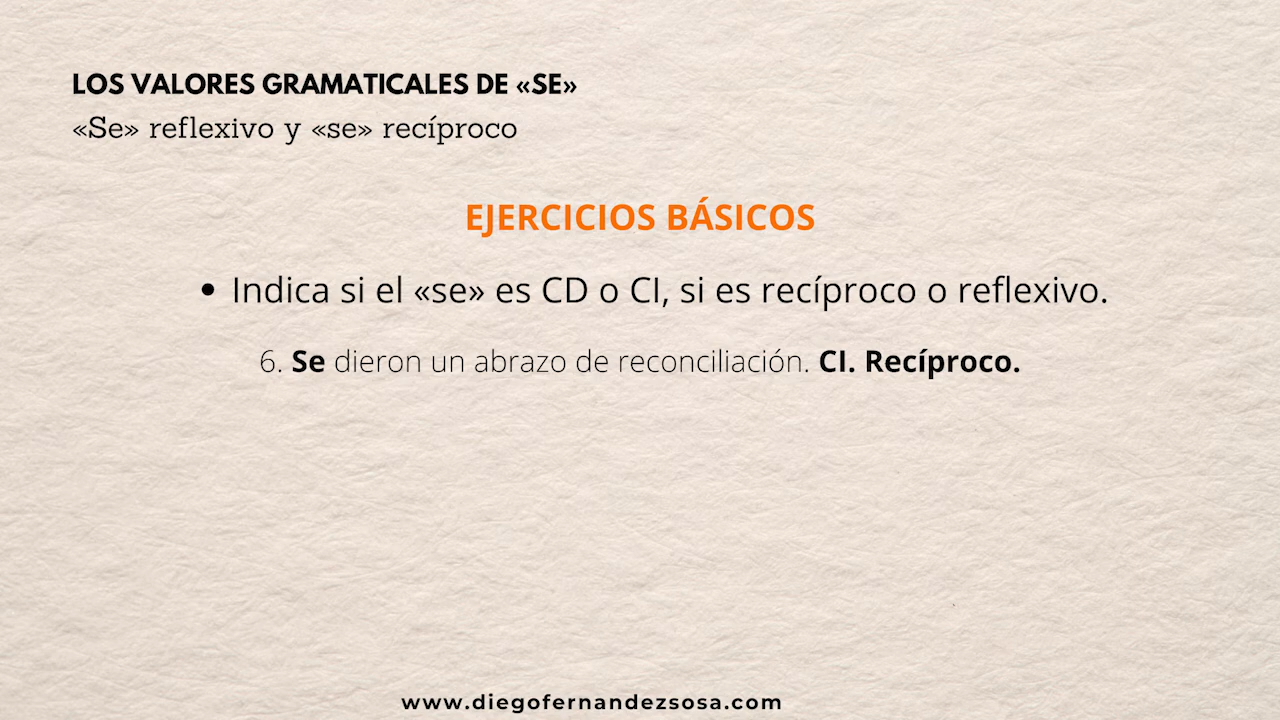 LOS VALORES GRAMATICALES DE «SE»
«Se» reflexivo y «se» recíproco
EJERCICIOS BÁSICOS
• Indica si el «se» es CD o CI, si es recíproco o reflexivo.
6. Se dieron un abrazo de reconciliación. CI. Recíproco.
www.diegofernandezsosa.com